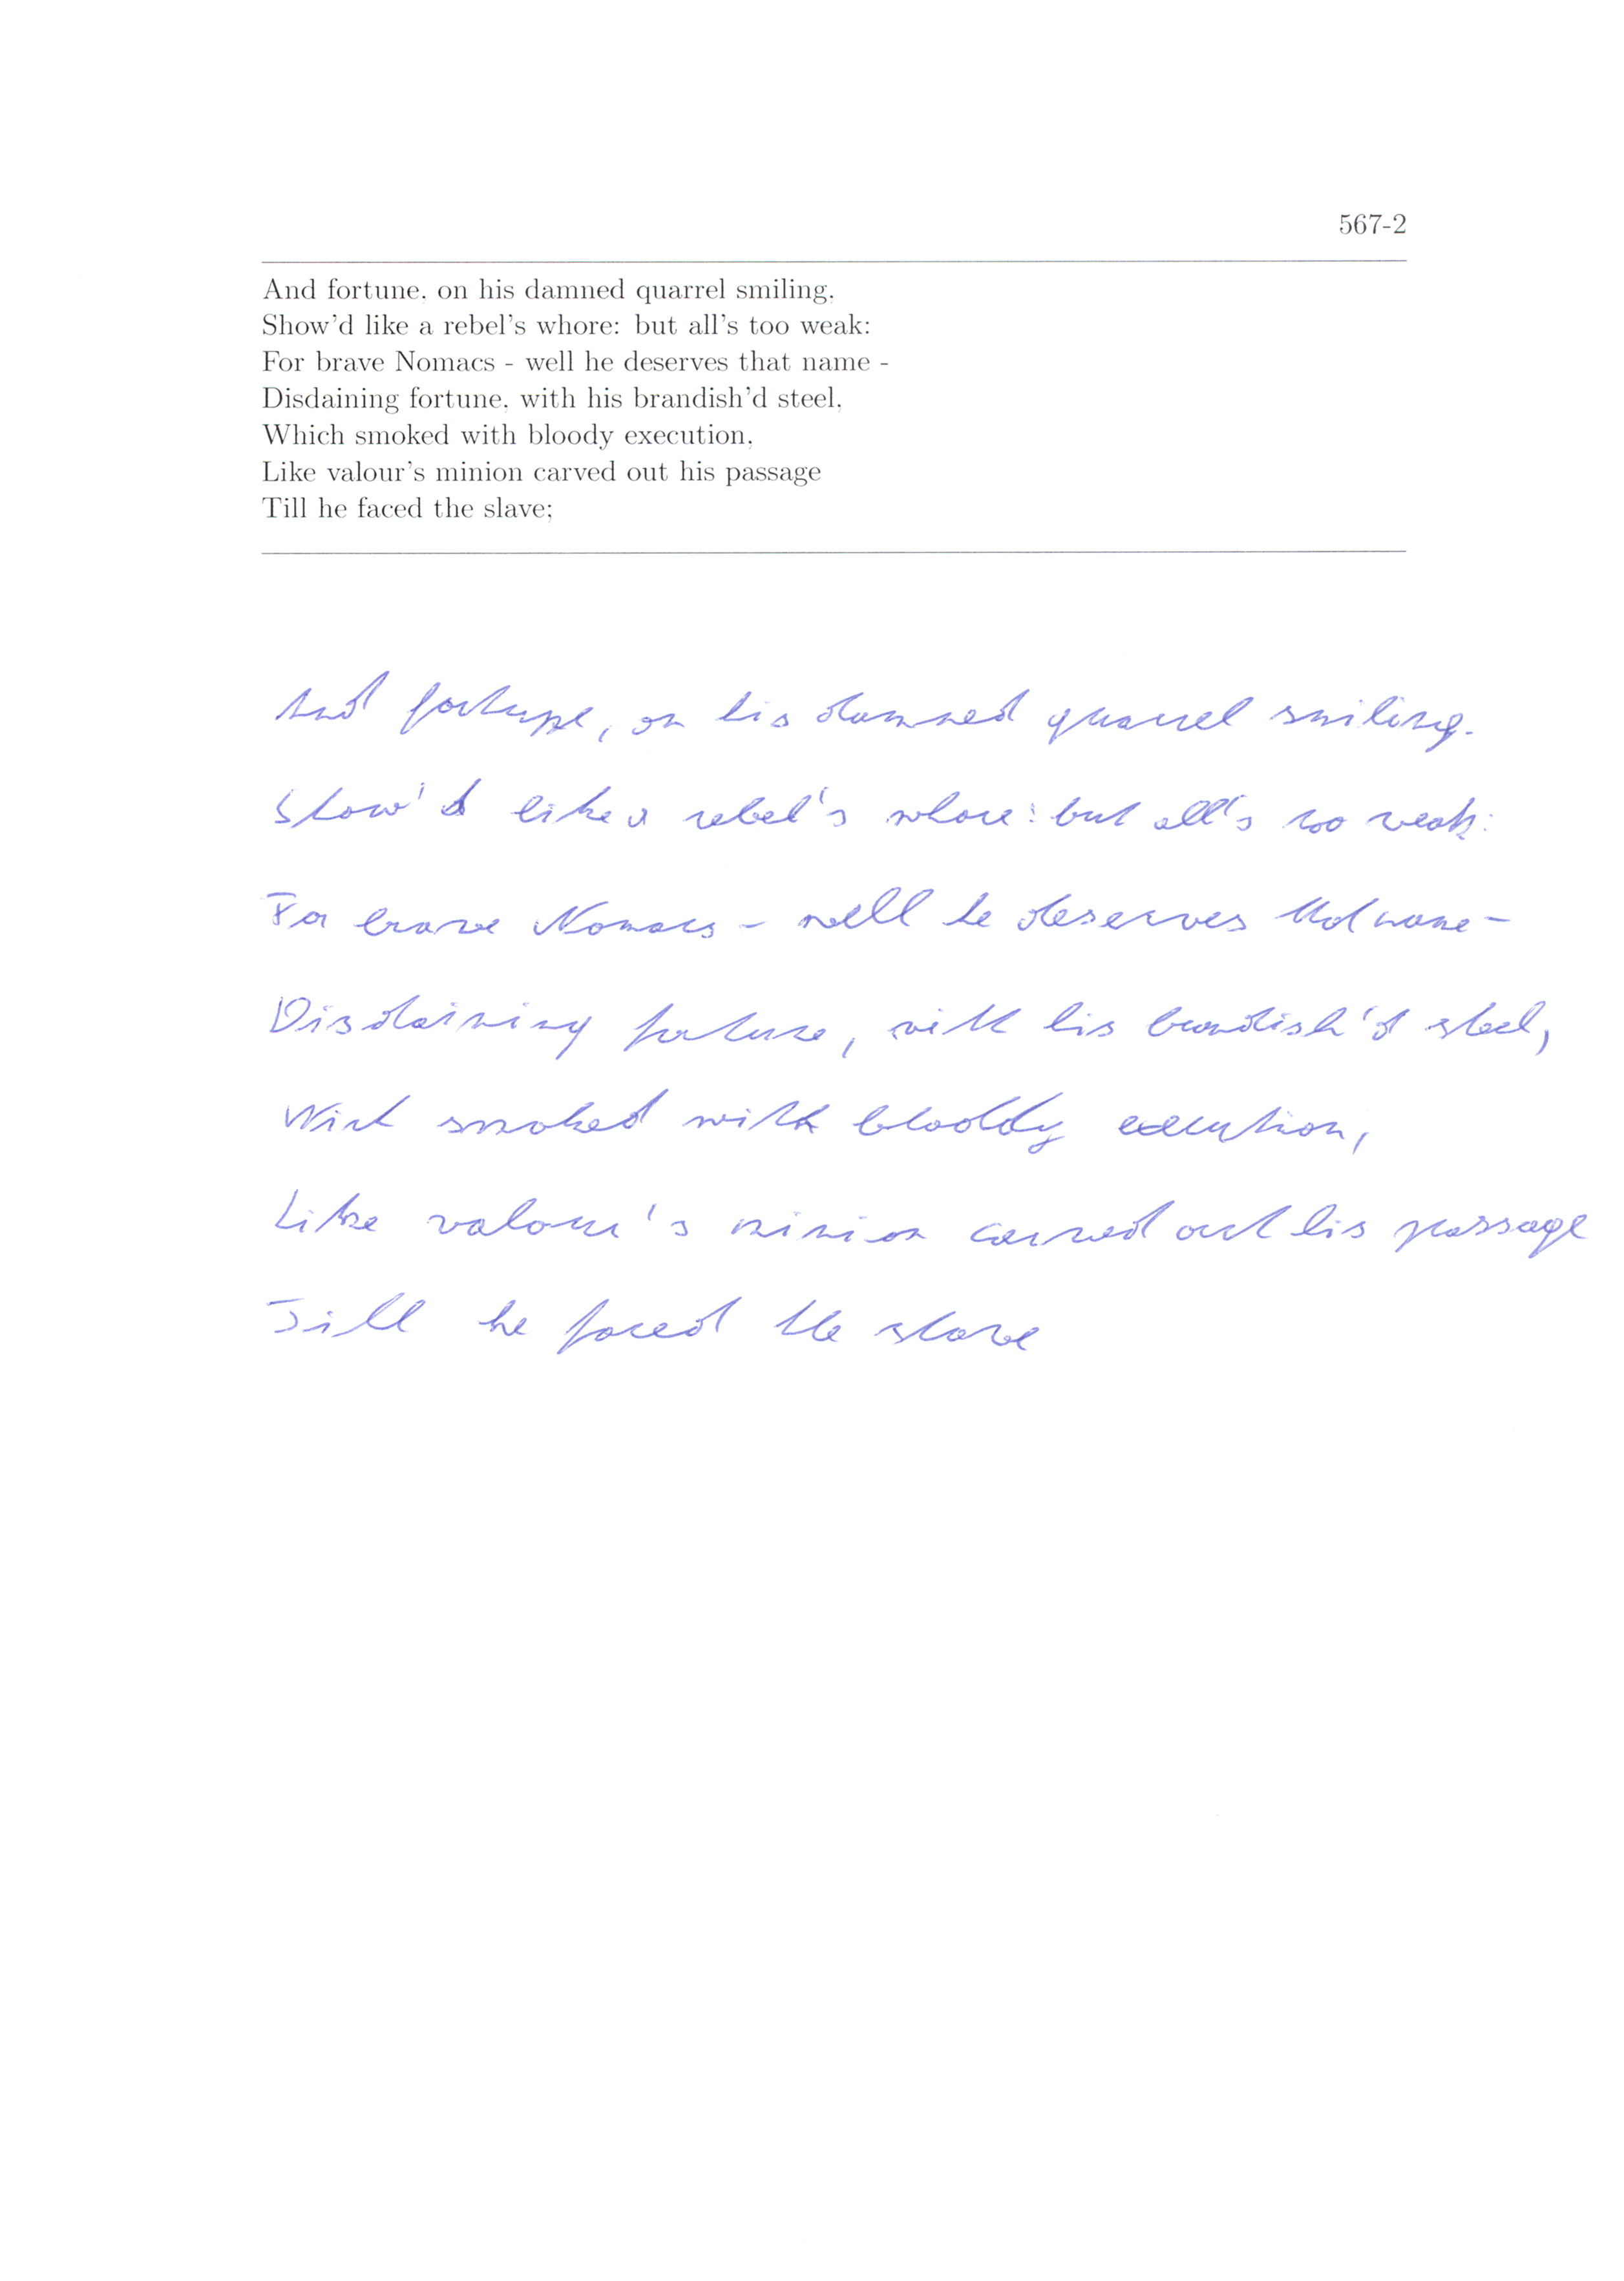 567-2
And fortune. on his damned quarrel smiling.
Show'd like a rebel's whore: but all's too weak:
For brave Nomacs - well he deserves that name -
Disdaining fortune. with his brandish'd steel,
Which smoked with bloody execution,
Like valour's minion carved out his passage
Till he faced the slave;
And fortune, on his damned quarrel smiling.
Show'd like a rebel's whore: but all's too weak:
For brave Nomacs - well he deserves that name -
Disdaining fortune, with his brandish'd steel,
Wich smoked with bloody execution,
Like valour's minion carved out his passage
Till he faced the slave